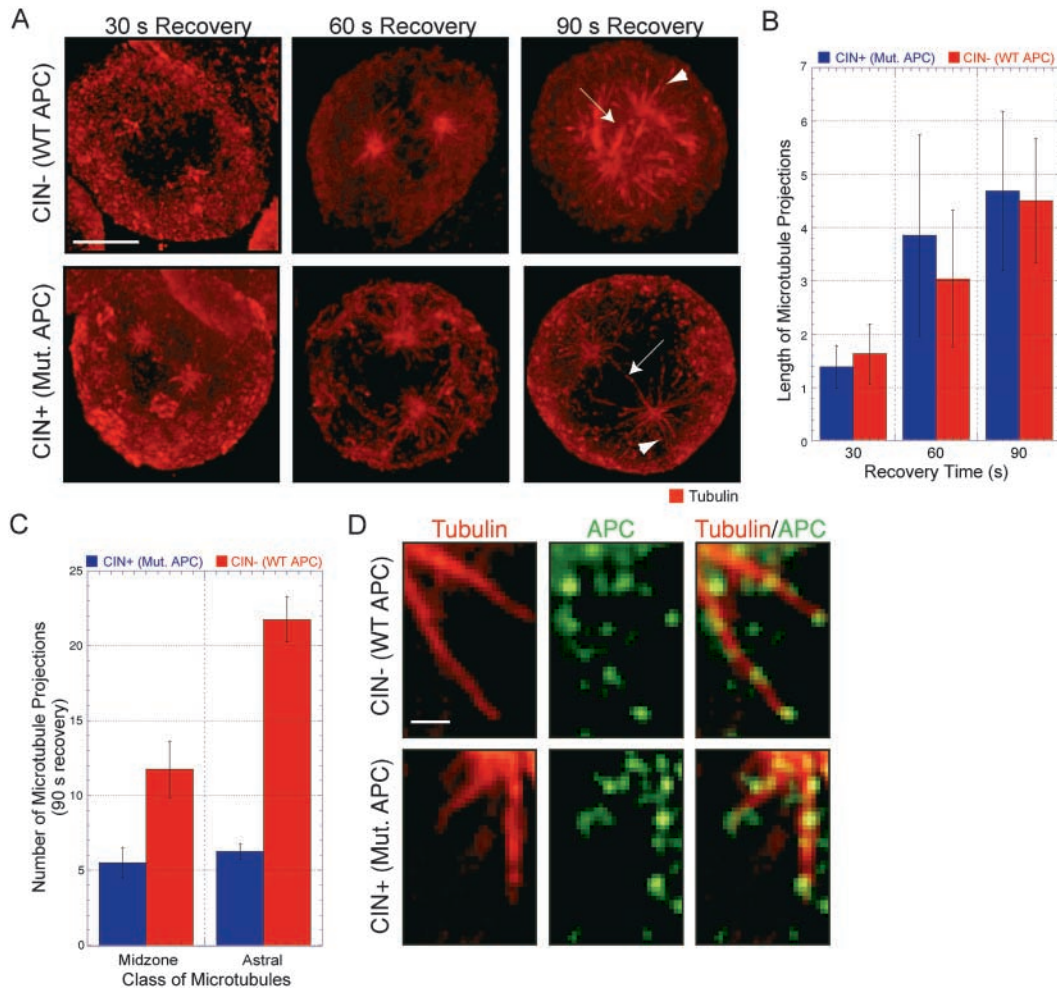 A
30 s Recovery
60 s Recovery
90 s Recovery
CIN- (WT APC)
CIN+ (Mut. APC)
Tubulin
B
CIN+ (Mut. APC)
CIN- (WT APC)
Length of Microtubule Projections
7
6
5
4
3
2
1
0
30
60
90
Recovery Time (s)
C
CIN+ (Mut. APC)
CIN- (WT APC)
Number of Microtubule Projections
(90 s recovery)
25
20
15
10
5
0
Midzone
Astral
Class of Microtubules
D
Tubulin
APC
Tubulin/APC
CIN- (WT APC)
CIN+ (Mut. APC)